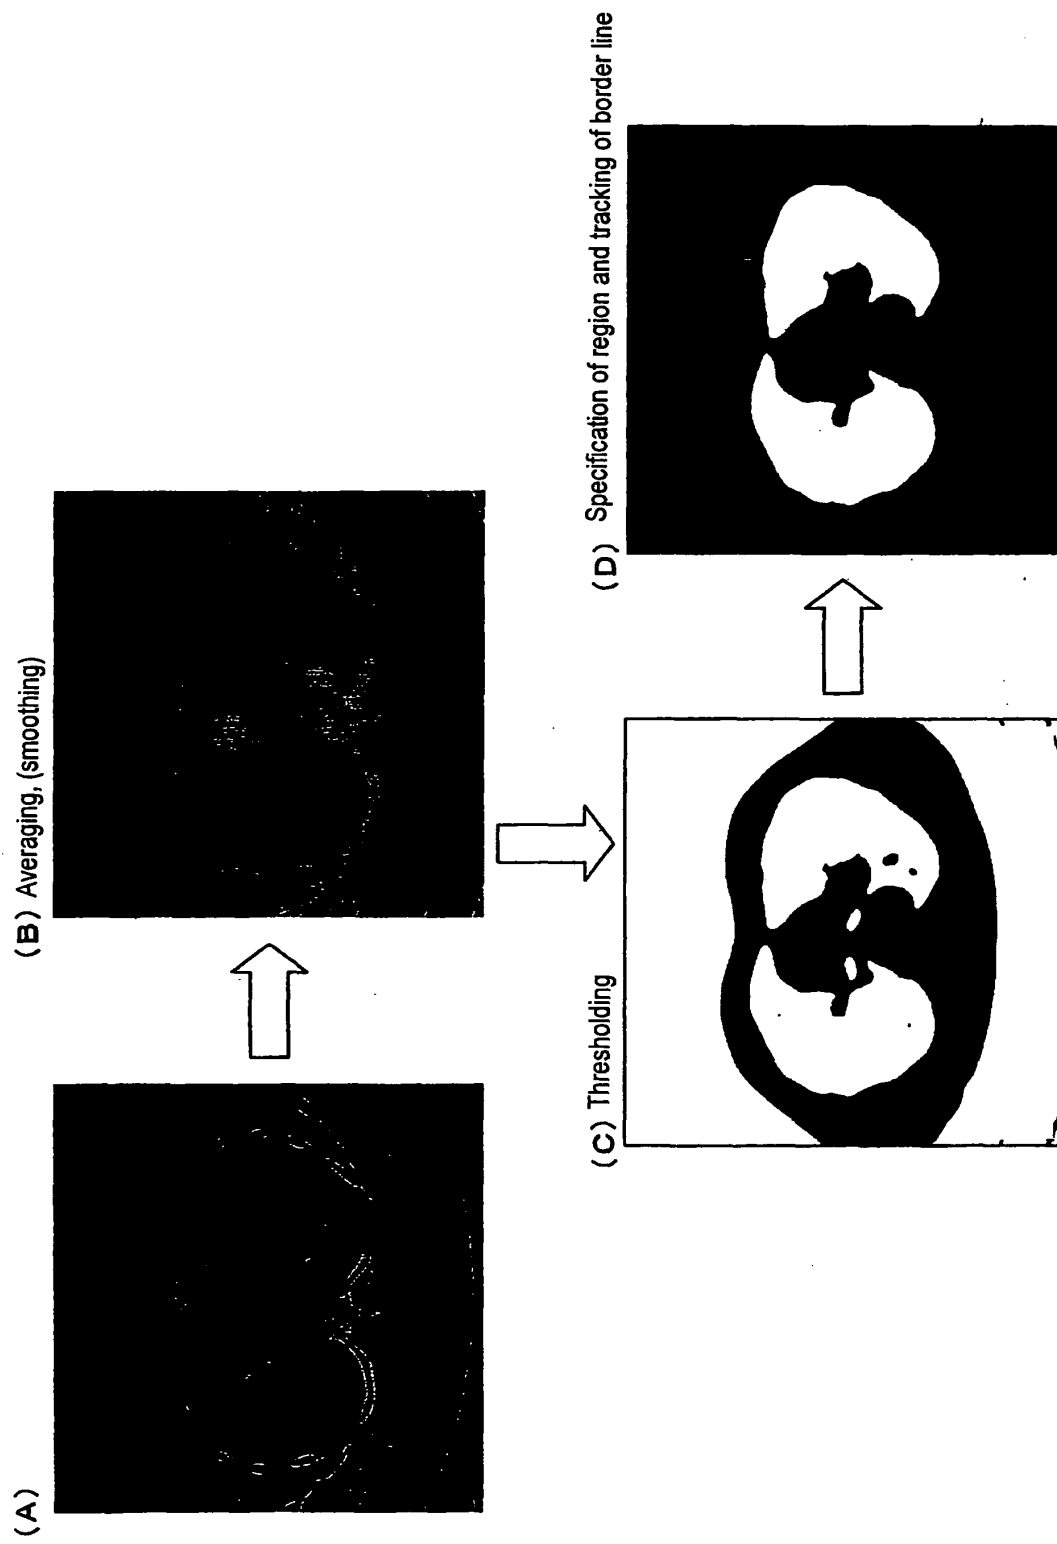 (A)
(B) Averaging, (smoothing)
(C) Thresholding
(D) Specification of region and tracking of border line